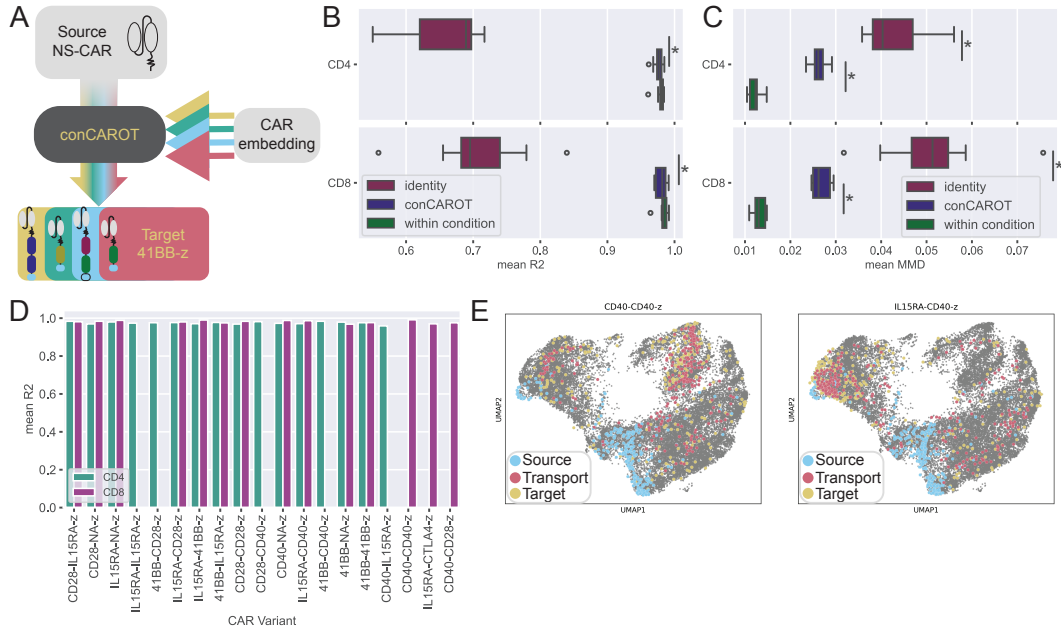 A
Source
NS-CAR
conCAROT
CAR
embedding
Target
41BB-z
B
CD4
CD8
identity
conCAROT
within condition
*
*
0.6
0.7
0.8
0.9
1.0
mean R2
C
CD4
CD8
identity
conCAROT
within condition
*
*
*
*
0.01
0.02
0.03
0.04
0.05
0.06
0.07
mean MMD
D
mean R2
1.0
0.8
0.6
0.4
0.2
0.0
CD4
CD8
CD28-IL15RA-z
CD28-NA-z
IL15RA-NA-z
IL15RA-IL15RA-z
41BB-CD28-z
IL15RA-CD28-z
IL15RA-41BB-z
41BB-IL15RA-z
CD28-CD28-z
CD28-CD40-z
CD40-NA-z
IL15RA-CD40-z
41BB-CD40-z
41BB-NA-z
41BB-41BB-z
CD40-IL15RA-z
CD40-CD40-z
IL15RA-CTLA4-z
CD40-CD28-z
CAR Variant
E
CD40-CD40-z
UMAP2
Source
Transport
Target
UMAP1
IL15RA-CD40-z
UMAP2
Source
Transport
Target
UMAP1